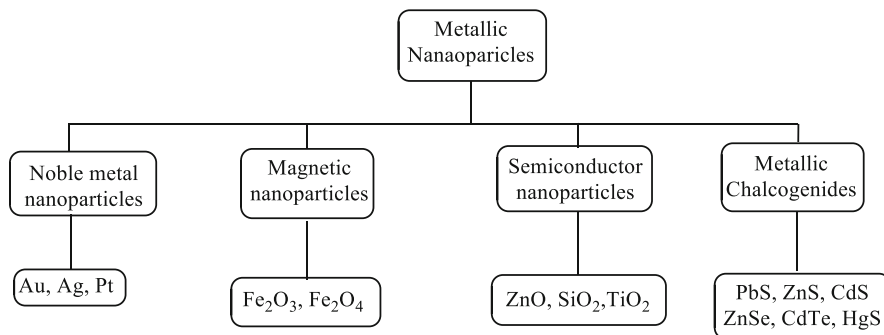 Metallic
Nanaoparicles
Noble metal
nanoparticles
Magnetic
nanoparticles
Semiconductor
nanoparticles
Metallic
Chalcogenides
Au, Ag, Pt
Fe₂O₃, Fe₂O₄
ZnO, SiO₂,TiO₂
PbS, ZnS, CdS
ZnSe, CdTe, HgS